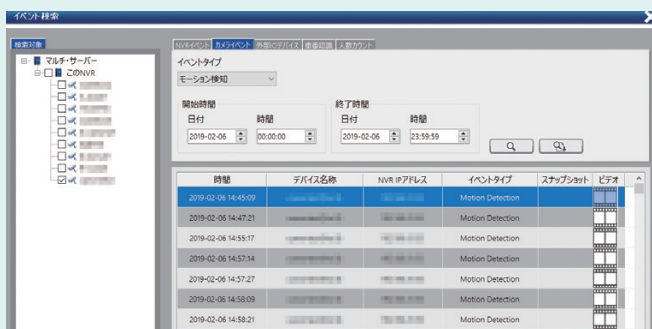 イベント検索
検索対象
マルチ・サーバー
このNVR
NVRイベント カメライベント 外部IOデバイス 車番認識 人数カウント
イベントタイプ
モーション検知
開始時間 終了時間
日付 時間 日付 時間
2019-02-06 00:00:00 2019-02-06 23:59:59
時間 デバイス名称 NVR IPアドレス イベントタイプ スナップショット ビデオ
2019-02-06 14:45:09 Motion Detection
2019-02-06 14:47:21 Motion Detection
2019-02-06 14:55:17 Motion Detection
2019-02-06 14:57:14 Motion Detection
2019-02-06 14:57:27 Motion Detection
2019-02-06 14:58:09 Motion Detection
2019-02-06 14:58:21 Motion Detection